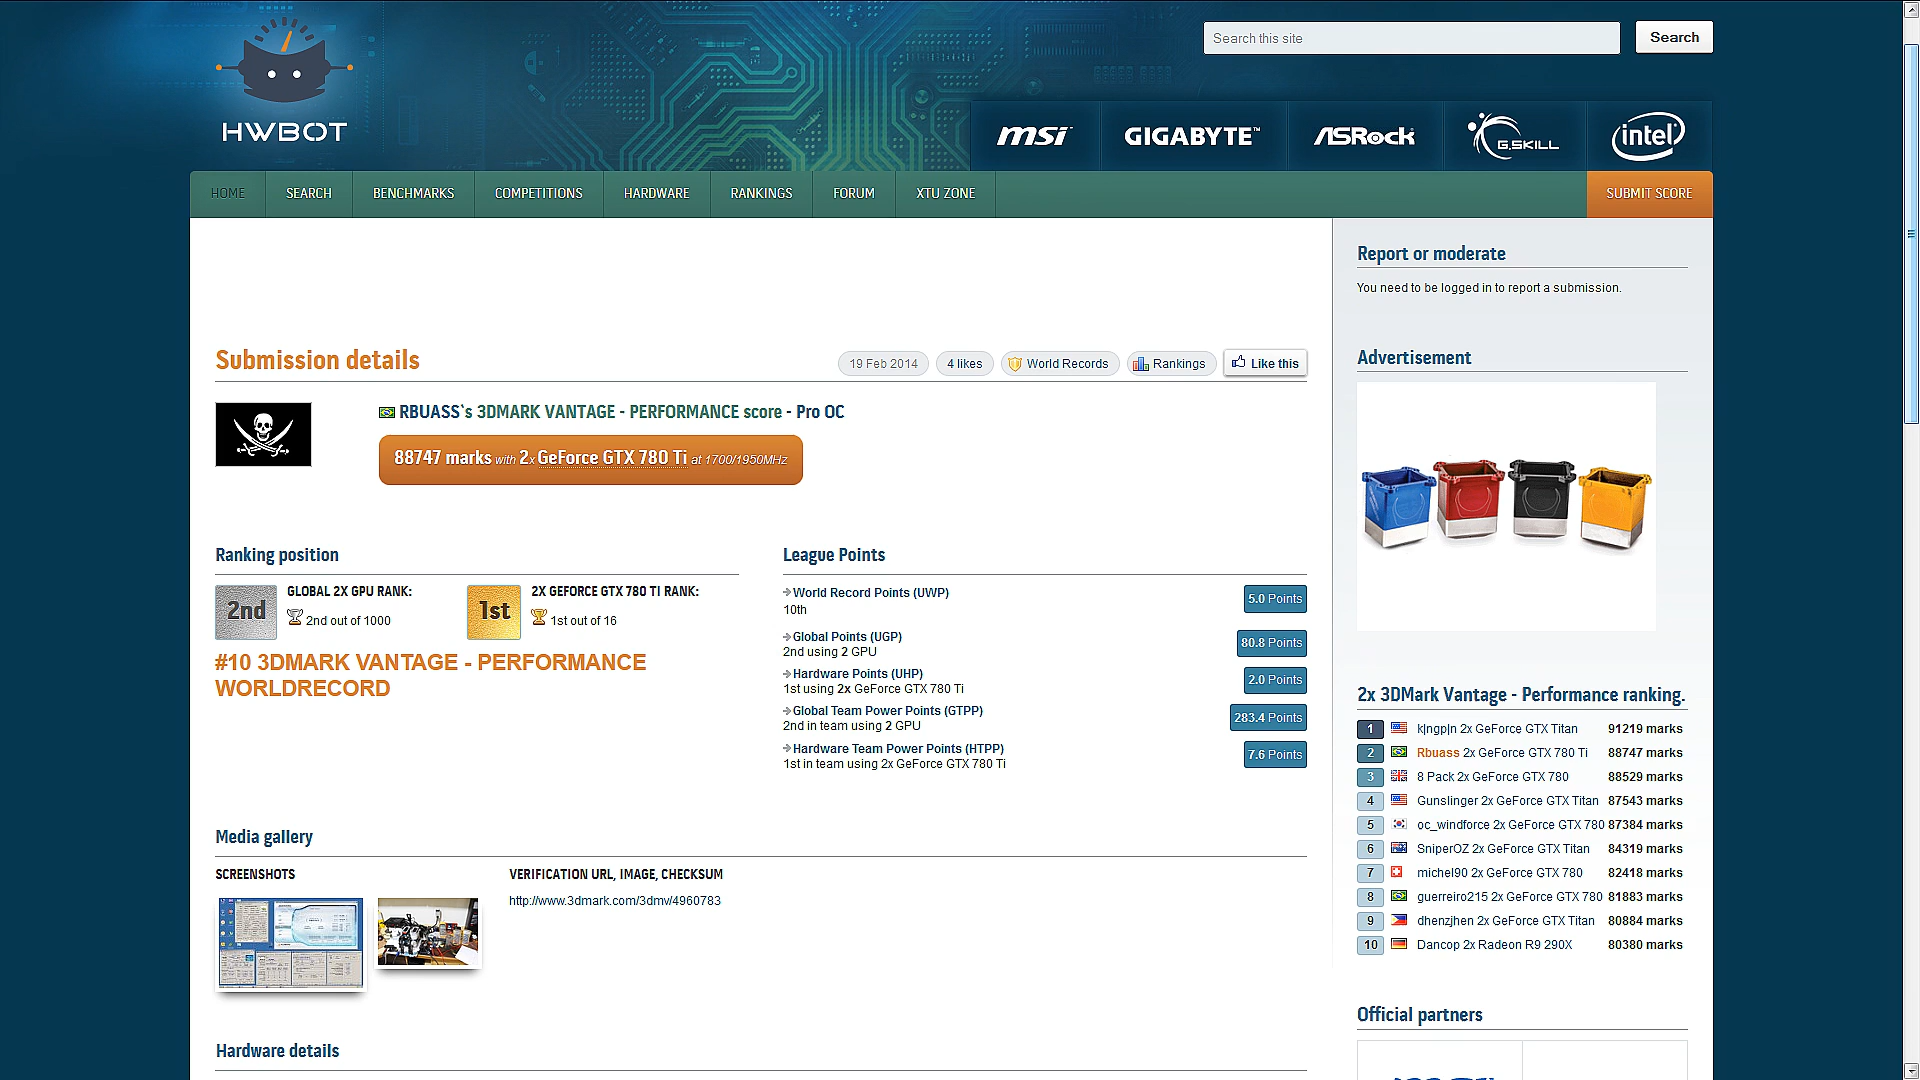 HWBOT
Search this site
Search
msi
GIGABYTE™
ASRock
G.SKILL
intel
HOME
SEARCH
BENCHMARKS
COMPETITIONS
HARDWARE
RANKINGS
FORUM
XTU ZONE
SUBMIT SCORE
Submission details
19 Feb 2014
4 likes
World Records
Rankings
Like this
RBUASS`s 3DMARK VANTAGE - PERFORMANCE score - Pro OC
88747 marks with 2x GeForce GTX 780 Ti at 1700/1950MHz
Ranking position
2nd
GLOBAL 2X GPU RANK:
2nd out of 1000
1st
2X GEFORCE GTX 780 TI RANK:
1st out of 16
#10 3DMARK VANTAGE - PERFORMANCE
WORLDRECORD
League Points
World Record Points (UWP)
10th
5.0 Points
Global Points (UGP)
2nd using 2 GPU
80.8 Points
Hardware Points (UHP)
1st using 2x GeForce GTX 780 Ti
2.0 Points
Global Team Power Points (GTPP)
2nd in team using 2 GPU
283.4 Points
Hardware Team Power Points (HTPP)
1st in team using 2x GeForce GTX 780 Ti
7.6 Points
Media gallery
SCREENSHOTS
VERIFICATION URL, IMAGE, CHECKSUM
http://www.3dmark.com/3dmv/4960783
Hardware details
Report or moderate
You need to be logged in to report a submission.
Advertisement
2x 3DMark Vantage - Performance ranking.
1 k|ngp|n 2x GeForce GTX Titan 91219 marks
2 Rbuass 2x GeForce GTX 780 Ti 88747 marks
3 8 Pack 2x GeForce GTX 780 88529 marks
4 Gunslinger 2x GeForce GTX Titan 87543 marks
5 oc_windforce 2x GeForce GTX 780 87384 marks
6 SniperOZ 2x GeForce GTX Titan 84319 marks
7 michel90 2x GeForce GTX 780 82418 marks
8 guerreiro215 2x GeForce GTX 780 81883 marks
9 dhenzjhen 2x GeForce GTX Titan 80884 marks
10 Dancop 2x Radeon R9 290X 80380 marks
Official partners